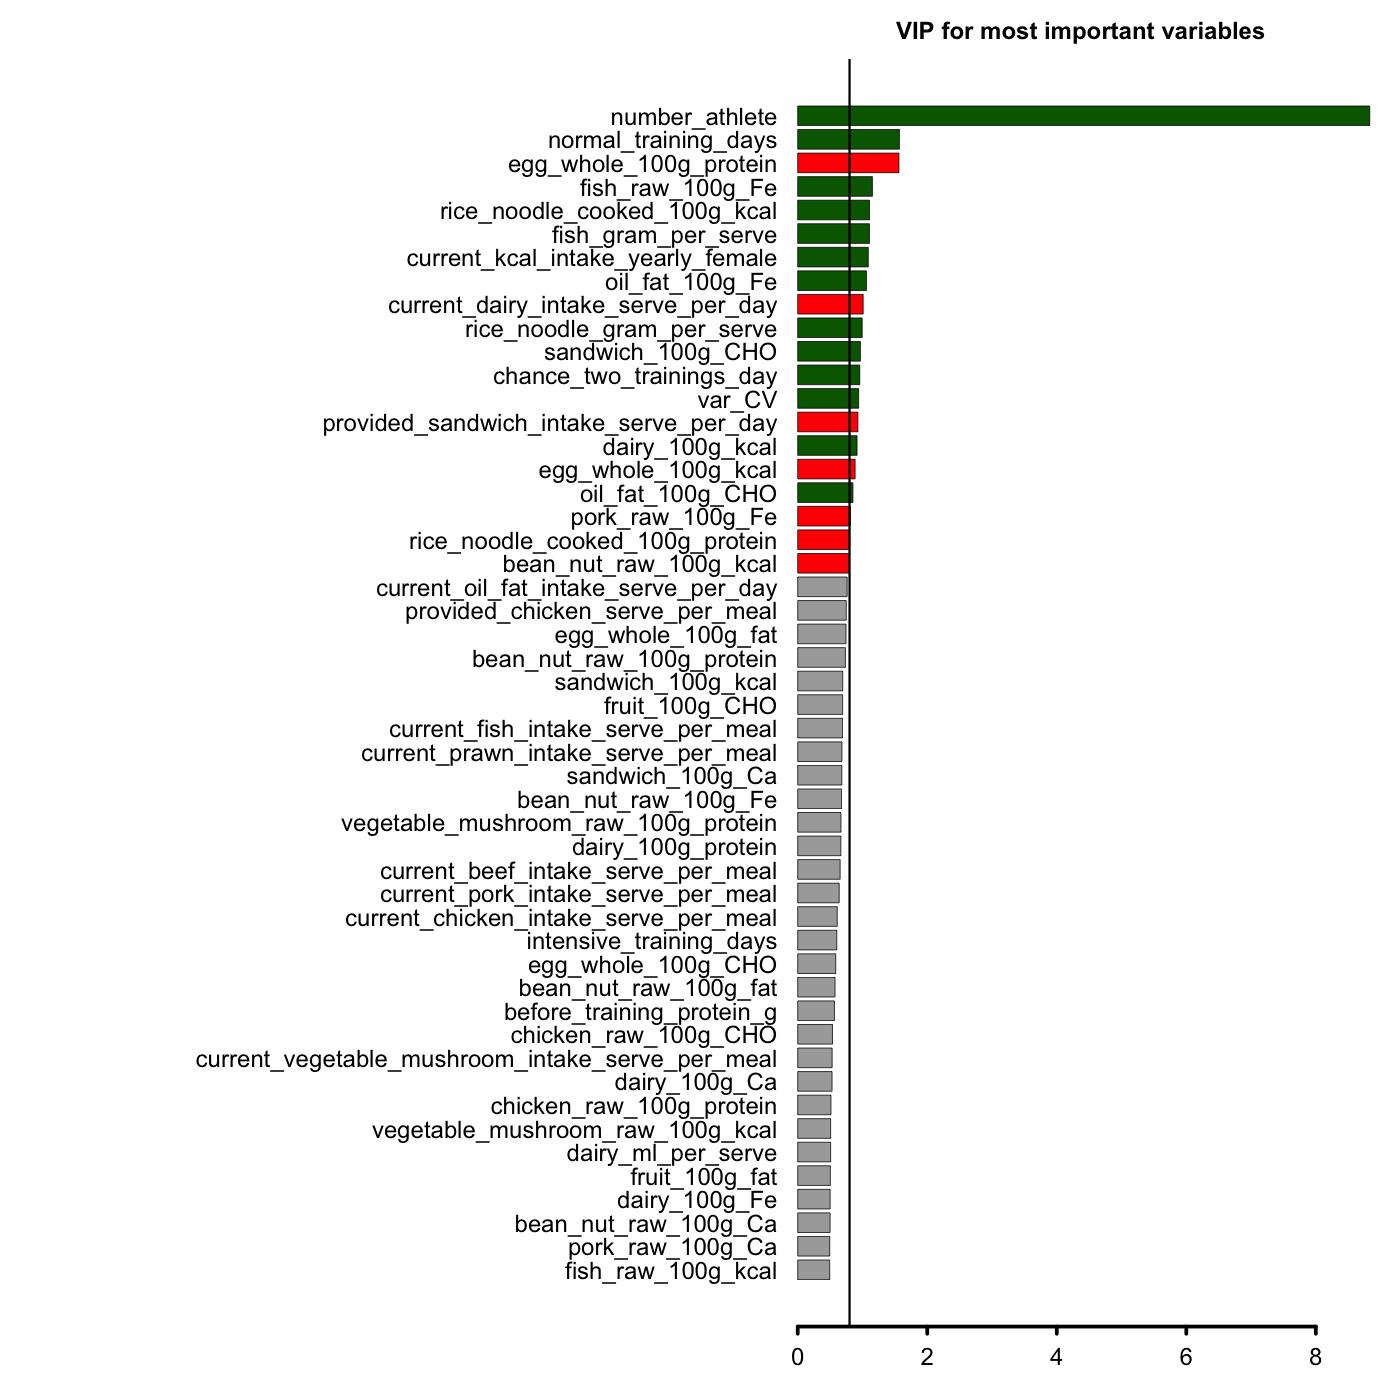 VIP for most important variables
number_athlete
normal_training_days
egg_whole_100g_protein
fish_raw_100g_Fe
rice_noodle_cooked_100g_kcal
fish_gram_per_serve
current_kcal_intake_yearly_female
oil_fat_100g_Fe
current_dairy_intake_serve_per_day
rice_noodle_gram_per_serve
sandwich_100g_CHO
chance_two_trainings_day
var_CV
provided_sandwich_intake_serve_per_day
dairy_100g_kcal
egg_whole_100g_kcal
oil_fat_100g_CHO
pork_raw_100g_Fe
rice_noodle_cooked_100g_protein
bean_nut_raw_100g_kcal
current_oil_fat_intake_serve_per_day
provided_chicken_serve_per_meal
egg_whole_100g_fat
bean_nut_raw_100g_protein
sandwich_100g_kcal
fruit_100g_CHO
current_fish_intake_serve_per_meal
current_prawn_intake_serve_per_meal
sandwich_100g_Ca
bean_nut_raw_100g_Fe
vegetable_mushroom_raw_100g_protein
dairy_100g_protein
current_beef_intake_serve_per_meal
current_pork_intake_serve_per_meal
current_chicken_intake_serve_per_meal
intensive_training_days
egg_whole_100g_CHO
bean_nut_raw_100g_fat
before_training_protein_g
chicken_raw_100g_CHO
current_vegetable_mushroom_intake_serve_per_meal
dairy_100g_Ca
chicken_raw_100g_protein
vegetable_mushroom_raw_100g_kcal
dairy_ml_per_serve
fruit_100g_fat
dairy_100g_Fe
bean_nut_raw_100g_Ca
pork_raw_100g_Ca
fish_raw_100g_kcal
0 2 4 6 8